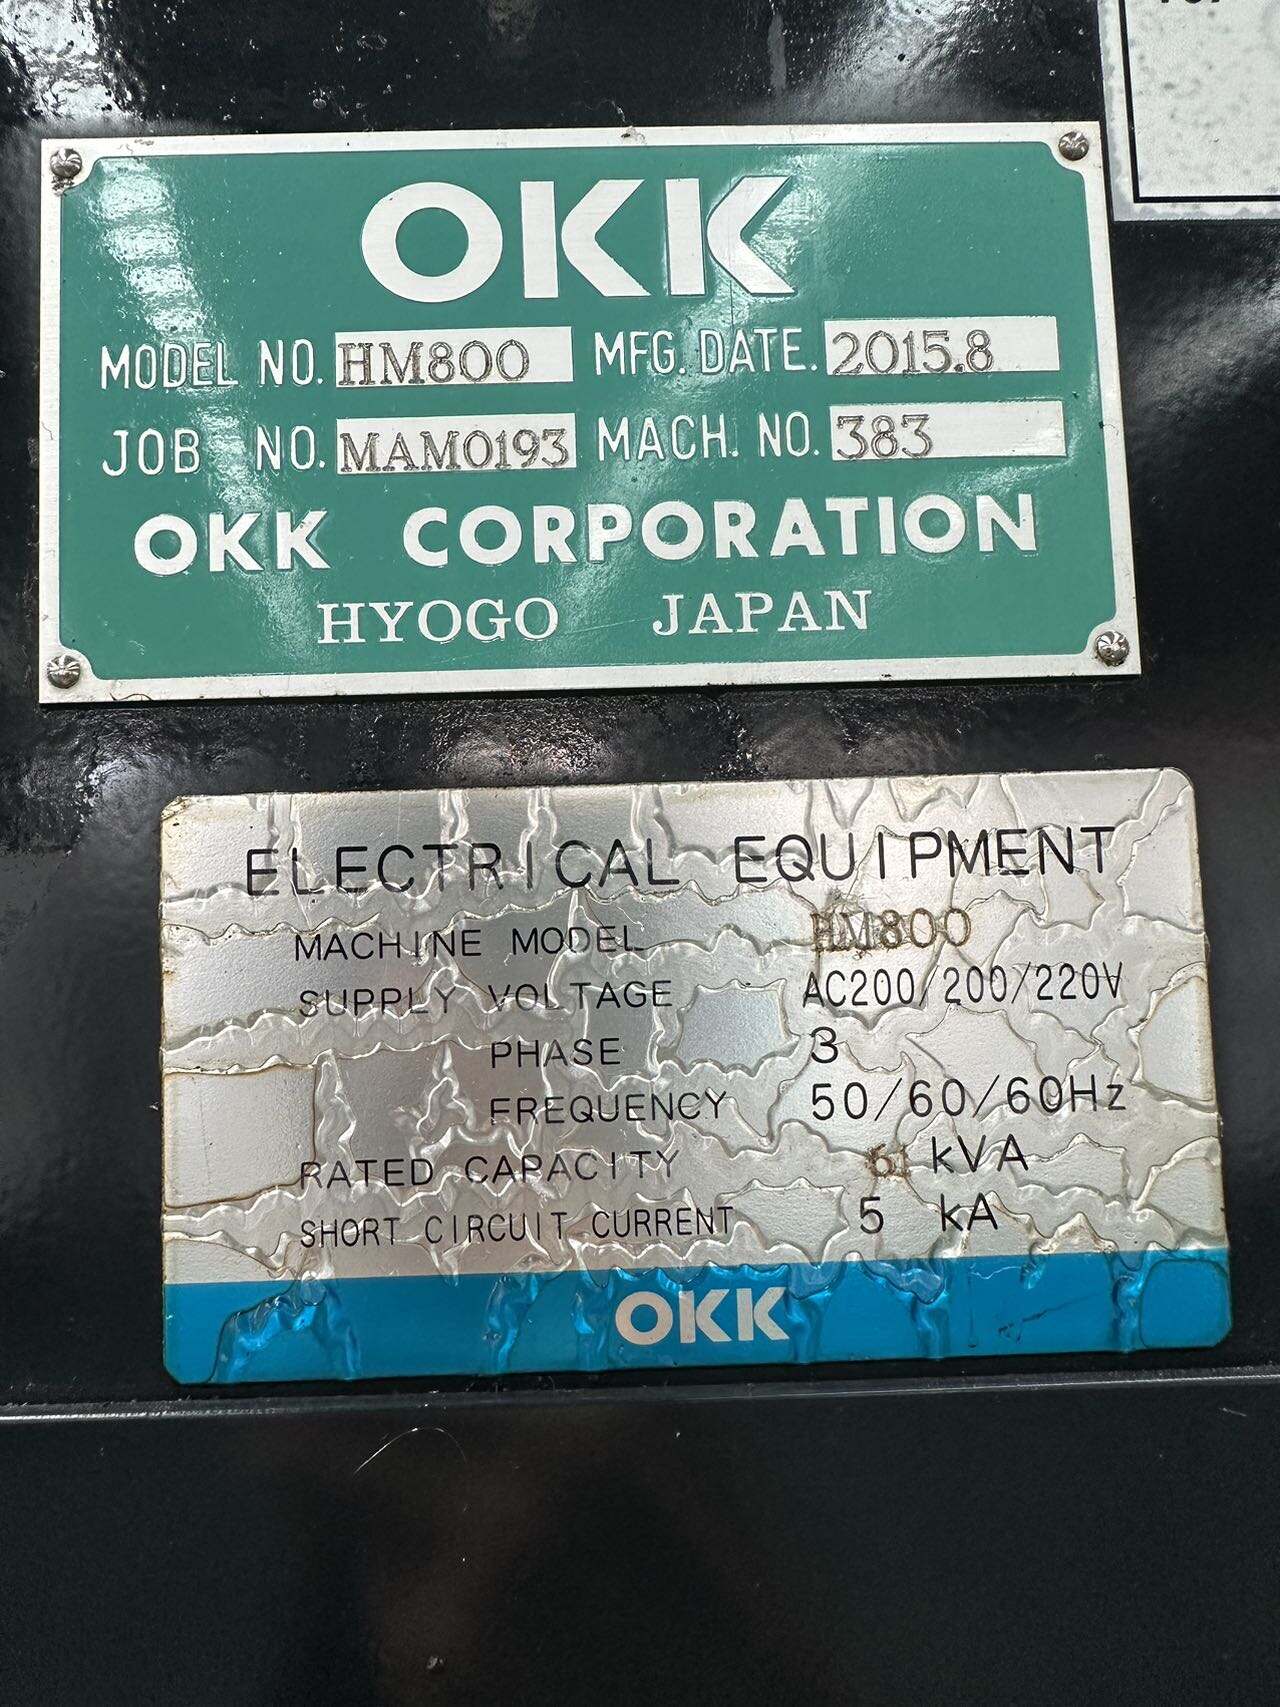 OKK
MODEL NO. HM800 MFG. DATE. 2015.8
JOB NO. MAM0193 MACH. NO. 383
OKK CORPORATION
HYOGO JAPAN
ELECTRICAL EQUIPMENT
MACHINE MODEL HM800
SUPPLY VOLTAGE AC200/200/220V
PHASE 3
FREQUENCY 50/60/60Hz
RATED CAPACITY 61 kVA
SHORT CIRCUIT CURRENT 5 kA
OKK